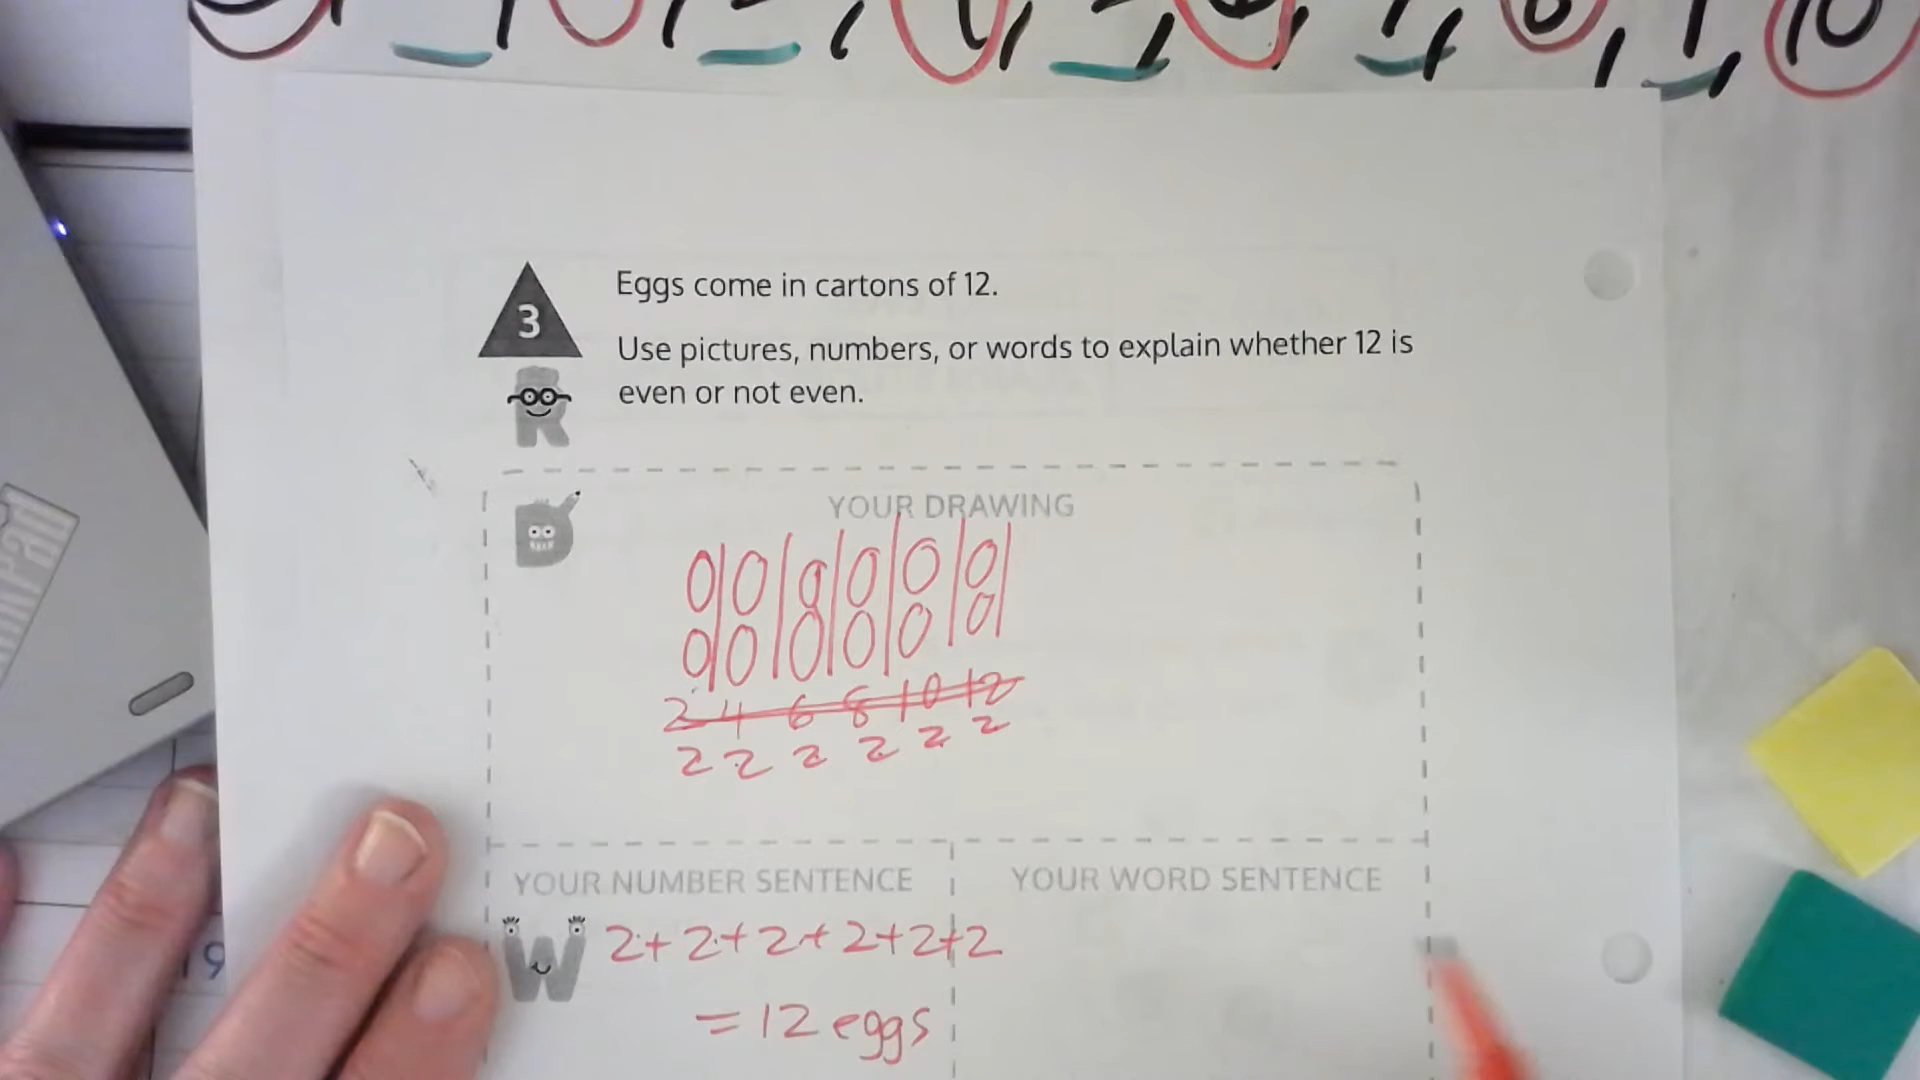 10
3
Eggs come in cartons of 12.
Use pictures, numbers, or words to explain whether 12 is
even or not even.
R
D
YOUR DRAWING
2 4 6 8 10 12
2 2 2 2 2 2
YOUR NUMBER SENTENCE
YOUR WORD SENTENCE
W
2+2+2+2+2+2
= 12 eggs
19